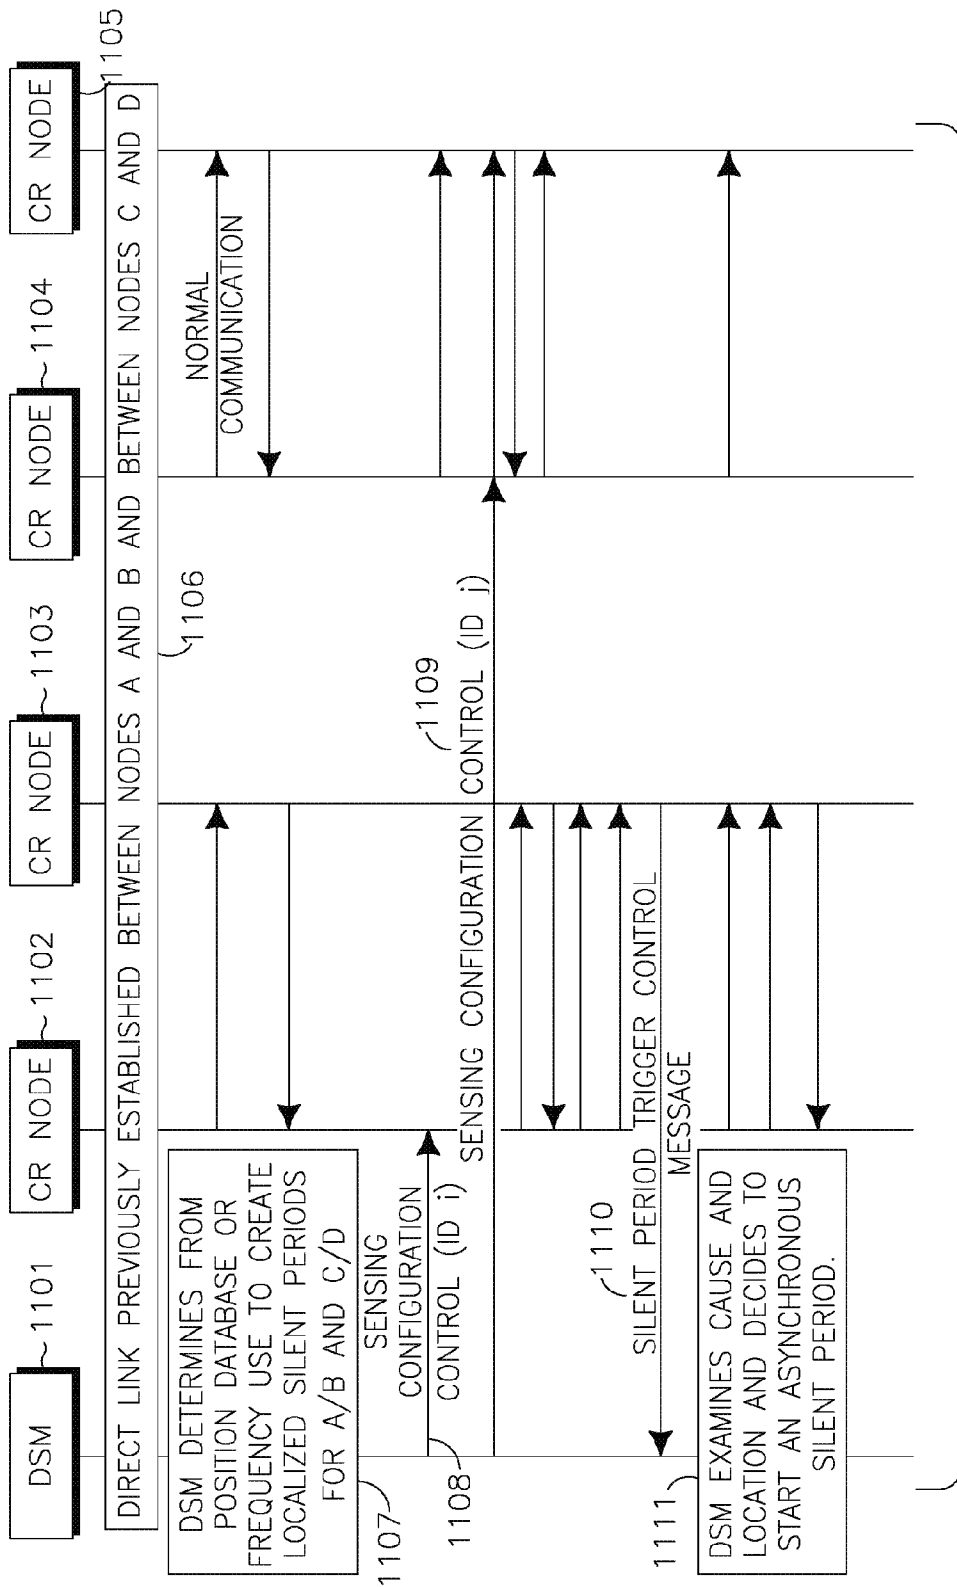 DSM
1101
CR NODE
1102
CR NODE
1103
CR NODE
1104
CR NODE
1105
DIRECT LINK PREVIOUSLY ESTABLISHED BETWEEN NODES A AND B AND BETWEEN NODES C AND D
1106
DSM DETERMINES FROM
POSITION DATABASE OR
FREQUENCY USE TO CREATE
LOCALIZED SILENT PERIODS
FOR A/B AND C/D
1107
NORMAL
COMMUNICATION
SENSING
CONFIGURATION
CONTROL (ID i)
1108
1109
SENSING CONFIGURATION CONTROL (ID j)
1110
SILENT PERIOD TRIGGER CONTROL
MESSAGE
1111
DSM EXAMINES CAUSE AND
LOCATION AND DECIDES TO
START AN ASYNCHRONOUS
SILENT PERIOD.